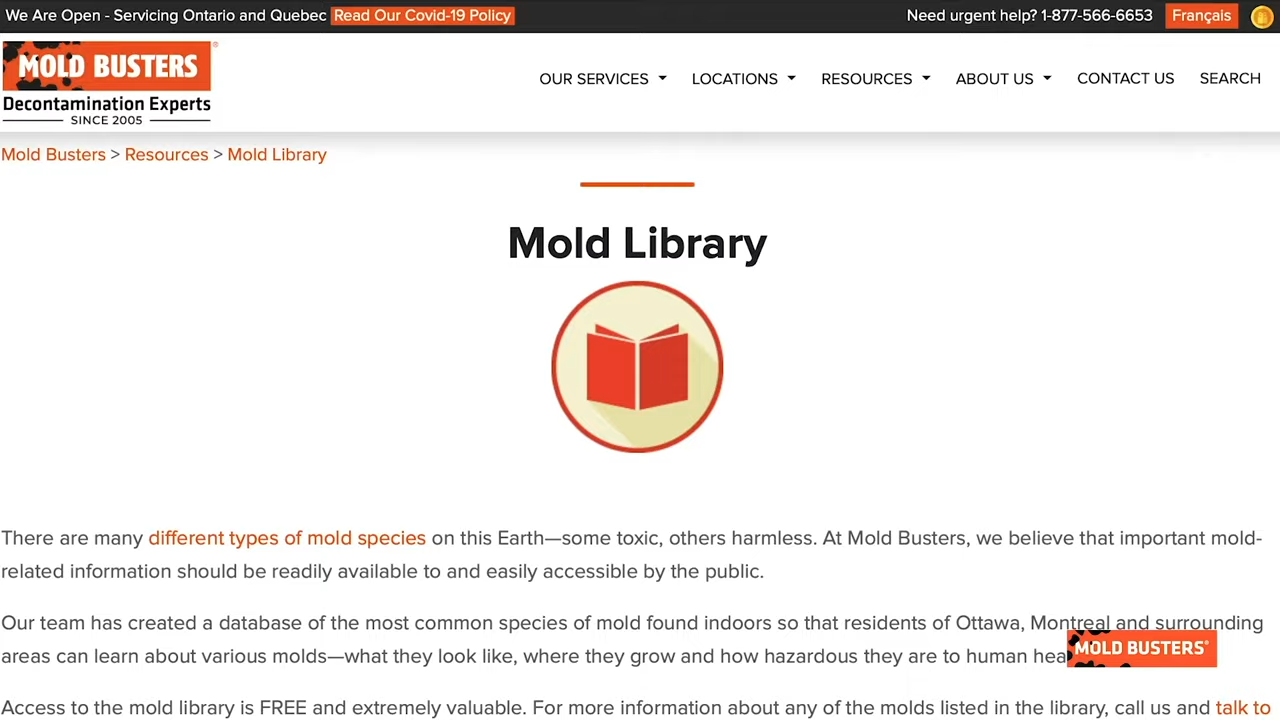 We Are Open - Servicing Ontario and Quebec Read Our Covid-19 Policy Need urgent help? 1-877-566-6653 Français
MOLD BUSTERS®
Decontamination Experts
SINCE 2005
OUR SERVICES LOCATIONS RESOURCES ABOUT US CONTACT US SEARCH
Mold Busters > Resources > Mold Library
Mold Library
There are many different types of mold species on this Earth—some toxic, others harmless. At Mold Busters, we believe that important mold-
related information should be readily available to and easily accessible by the public.
Our team has created a database of the most common species of mold found indoors so that residents of Ottawa, Montreal and surrounding
areas can learn about various molds—what they look like, where they grow and how hazardous they are to human hea
MOLD BUSTERS®
Access to the mold library is FREE and extremely valuable. For more information about any of the molds listed in the library, call us and talk to